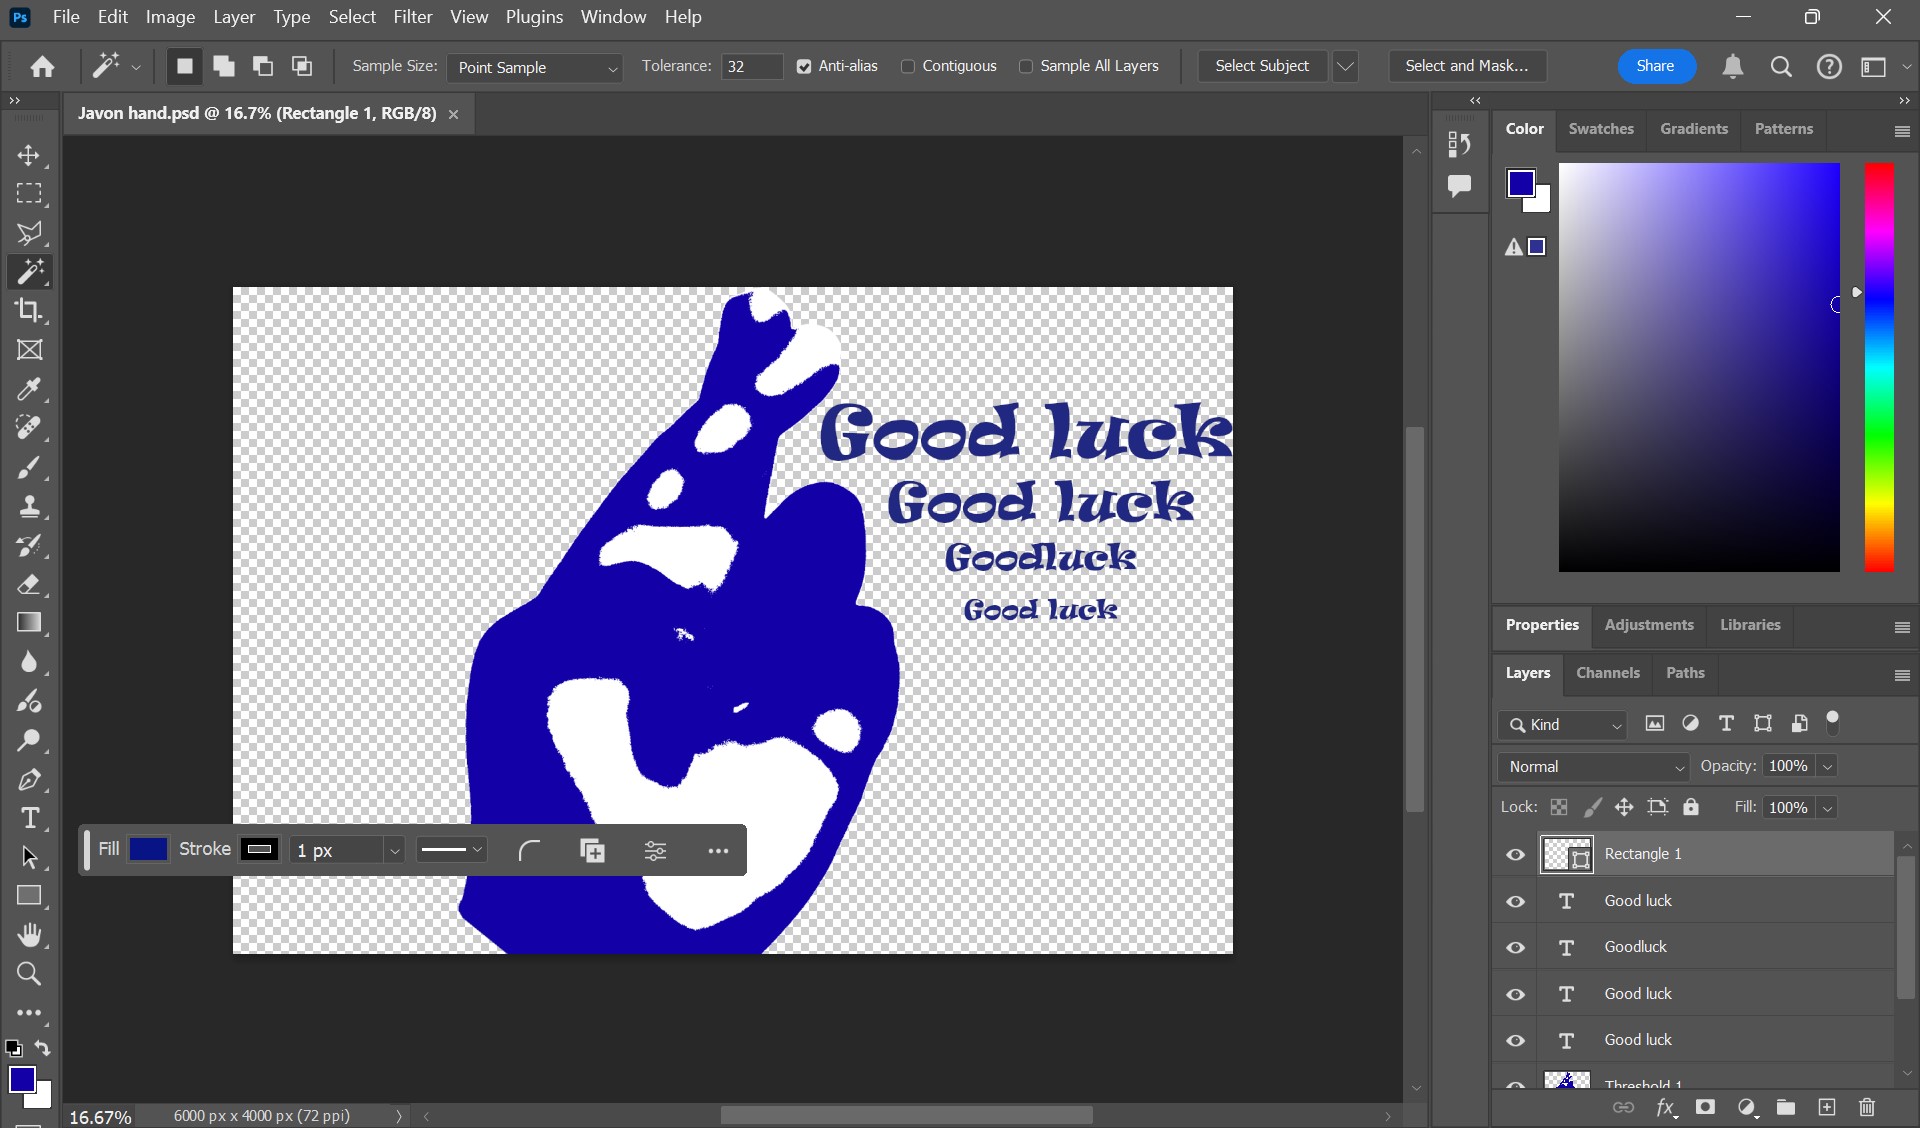 Ps File Edit Image Layer Type Select Filter View Plugins Window Help
Sample Size: Point Sample Tolerance: 32 Anti-alias Contiguous Sample All Layers Select Subject Select and Mask... Share
Javon hand.psd @ 16.7% (Rectangle 1, RGB/8)
Color Swatches Gradients Patterns
Good luck
Good luck
Goodluck
Good luck
Properties Adjustments Libraries
Layers Channels Paths
Kind
Normal Opacity: 100%
Lock: Fill: 100%
Fill Stroke 1 px
Rectangle 1
Good luck
Goodluck
Good luck
Good luck
Threshold 1
16.67% 6000 px x 4000 px (72 ppi)